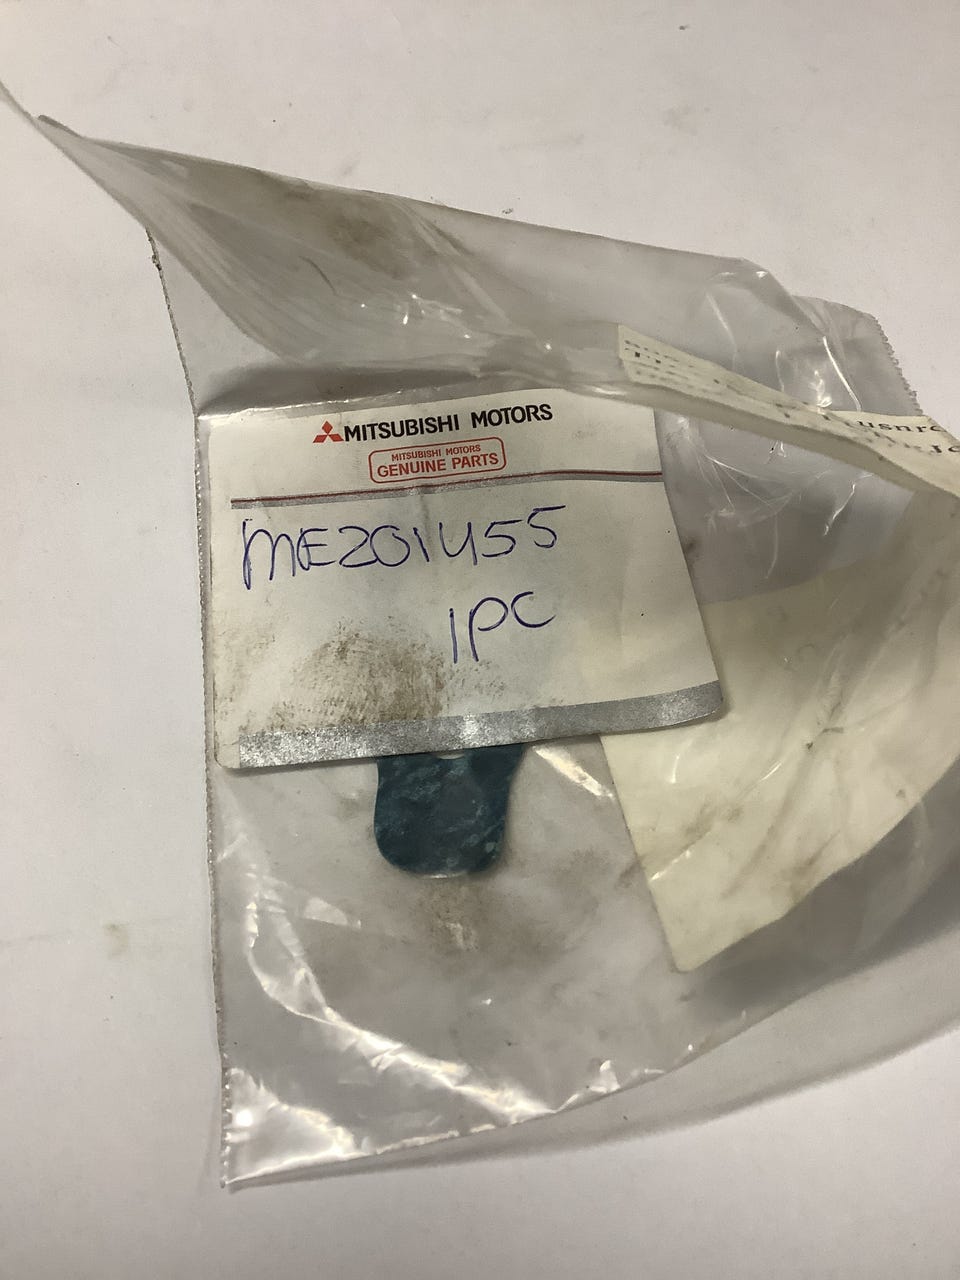 MITSUBISHI MOTORS
MITSUBISHI MOTORS
GENUINE PARTS
ME201455
1PC